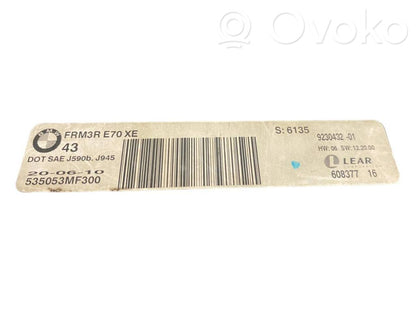 Ovoko
BMW
FRM3R E70 XE
43
DOT SAE J590b. J945
20-06-10
535053MF300
S: 6135
9230432 -01
HW: 06 SW: 12.20.00
LEAR
608377 16